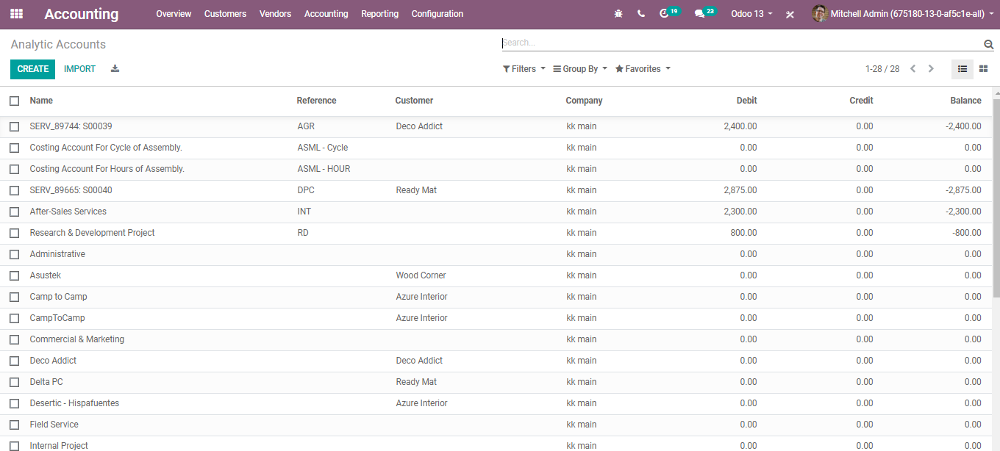 Accounting Overview Customers Vendors Accounting Reporting Configuration 19 23 Odoo 13 Mitchell Admin (675180-13-0-af5c1e-all)
Analytic Accounts Search...
CREATE IMPORT Filters Group By Favorites 1-28 / 28
Name Reference Customer Company Debit Credit Balance
SERV_89744: S00039 AGR Deco Addict kk main 2,400.00 0.00 -2,400.00
Costing Account For Cycle of Assembly. ASML - Cycle kk main 0.00 0.00 0.00
Costing Account For Hours of Assembly. ASML - HOUR kk main 0.00 0.00 0.00
SERV_89665: S00040 DPC Ready Mat kk main 2,875.00 0.00 -2,875.00
After-Sales Services INT kk main 2,300.00 0.00 -2,300.00
Research & Development Project RD kk main 800.00 0.00 -800.00
Administrative kk main 0.00 0.00 0.00
Asustek Wood Corner kk main 0.00 0.00 0.00
Camp to Camp Azure Interior kk main 0.00 0.00 0.00
CampToCamp Azure Interior kk main 0.00 0.00 0.00
Commercial & Marketing kk main 0.00 0.00 0.00
Deco Addict Deco Addict kk main 0.00 0.00 0.00
Delta PC Ready Mat kk main 0.00 0.00 0.00
Desertic - Hispafuentes Azure Interior kk main 0.00 0.00 0.00
Field Service kk main 0.00 0.00 0.00
Internal Project kk main 0.00 0.00 0.00